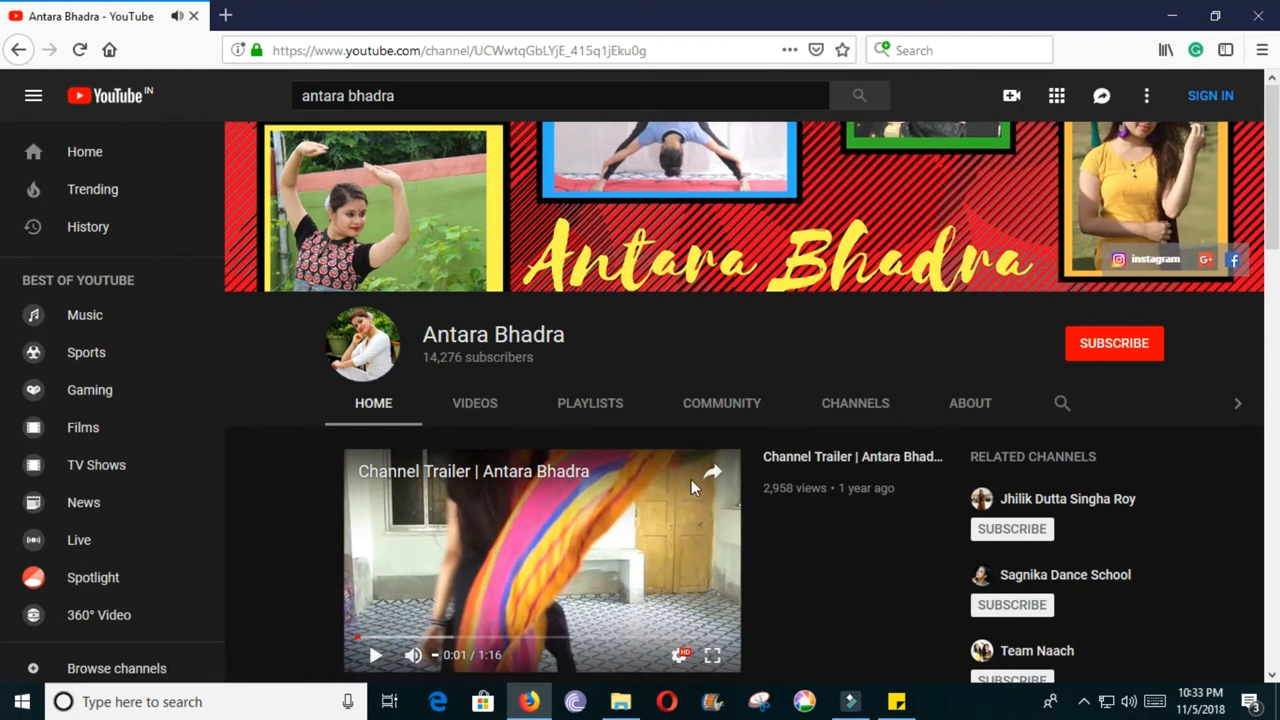 Antara Bhadra - YouTube
https://www.youtube.com/channel/UCWwtqGbLYjE_415q1jEku0g
Search
YouTube IN
antara bhadra
SIGN IN
Home
Trending
History
BEST OF YOUTUBE
Music
Sports
Gaming
Films
TV Shows
News
Live
Spotlight
360° Video
Browse channels
Antara Bhadra
instagram
G+
f
Antara Bhadra
14,276 subscribers
SUBSCRIBE
HOME
VIDEOS
PLAYLISTS
COMMUNITY
CHANNELS
ABOUT
Channel Trailer | Antara Bhadra
0:01 / 1:16
HD
Channel Trailer | Antara Bhad...
2,958 views • 1 year ago
RELATED CHANNELS
Jhilik Dutta Singha Roy
SUBSCRIBE
Sagnika Dance School
SUBSCRIBE
Team Naach
SUBSCRIBE
Type here to search
10:33 PM
11/5/2018
3